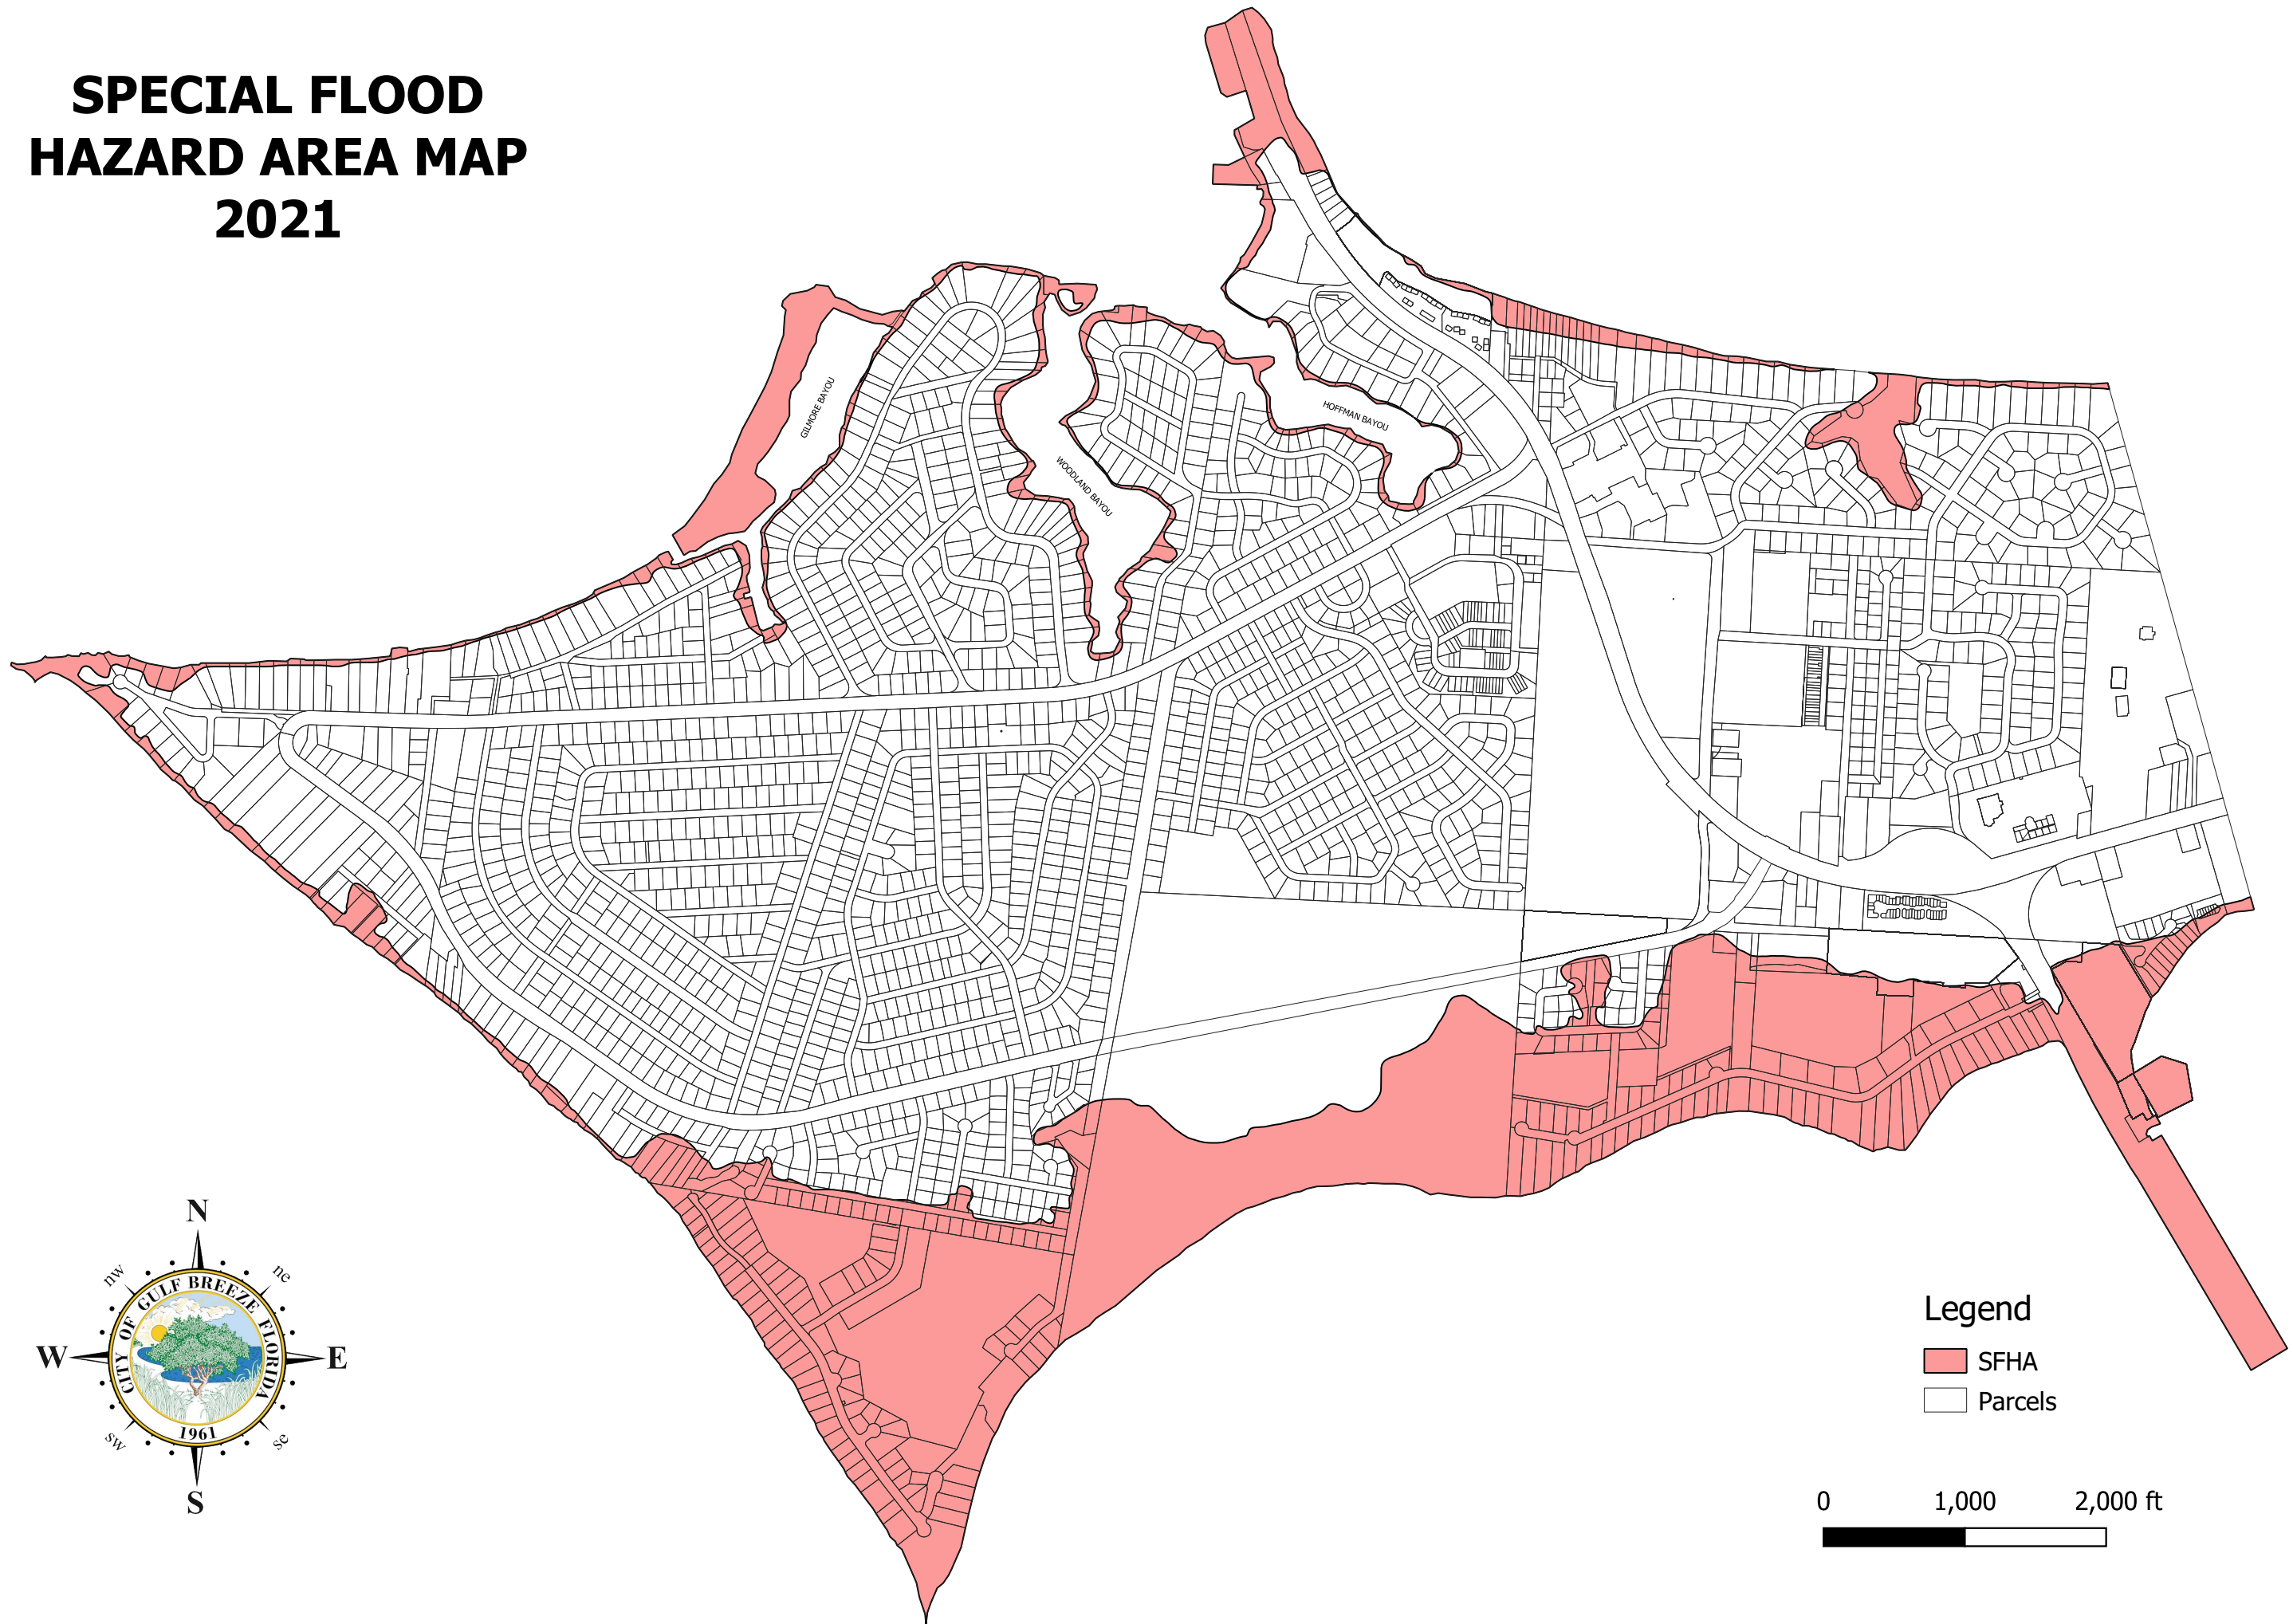 SPECIAL FLOOD
HAZARD AREA MAP
2021
GILMORE BAYOU
WOODLAND BAYOU
HOFFMAN BAYOU
N
nw
ne
W
E
sw
se
S
CITY OF GULF BREEZE FLORIDA
1961
Legend
SFHA
Parcels
0 1,000 2,000 ft